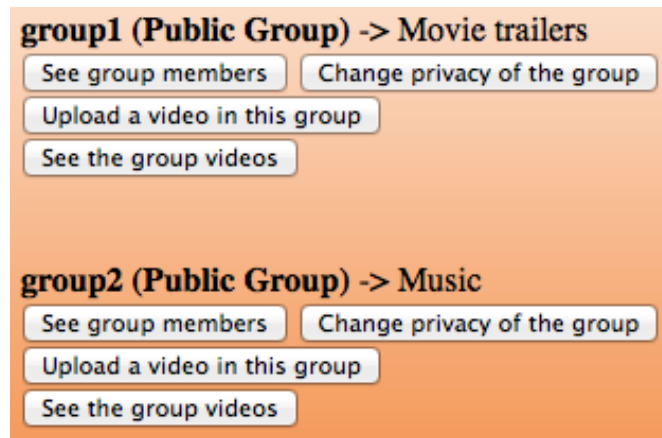 group1 (Public Group) -> Movie trailers
See group members Change privacy of the group
Upload a video in this group
See the group videos
group2 (Public Group) -> Music
See group members Change privacy of the group
Upload a video in this group
See the group videos